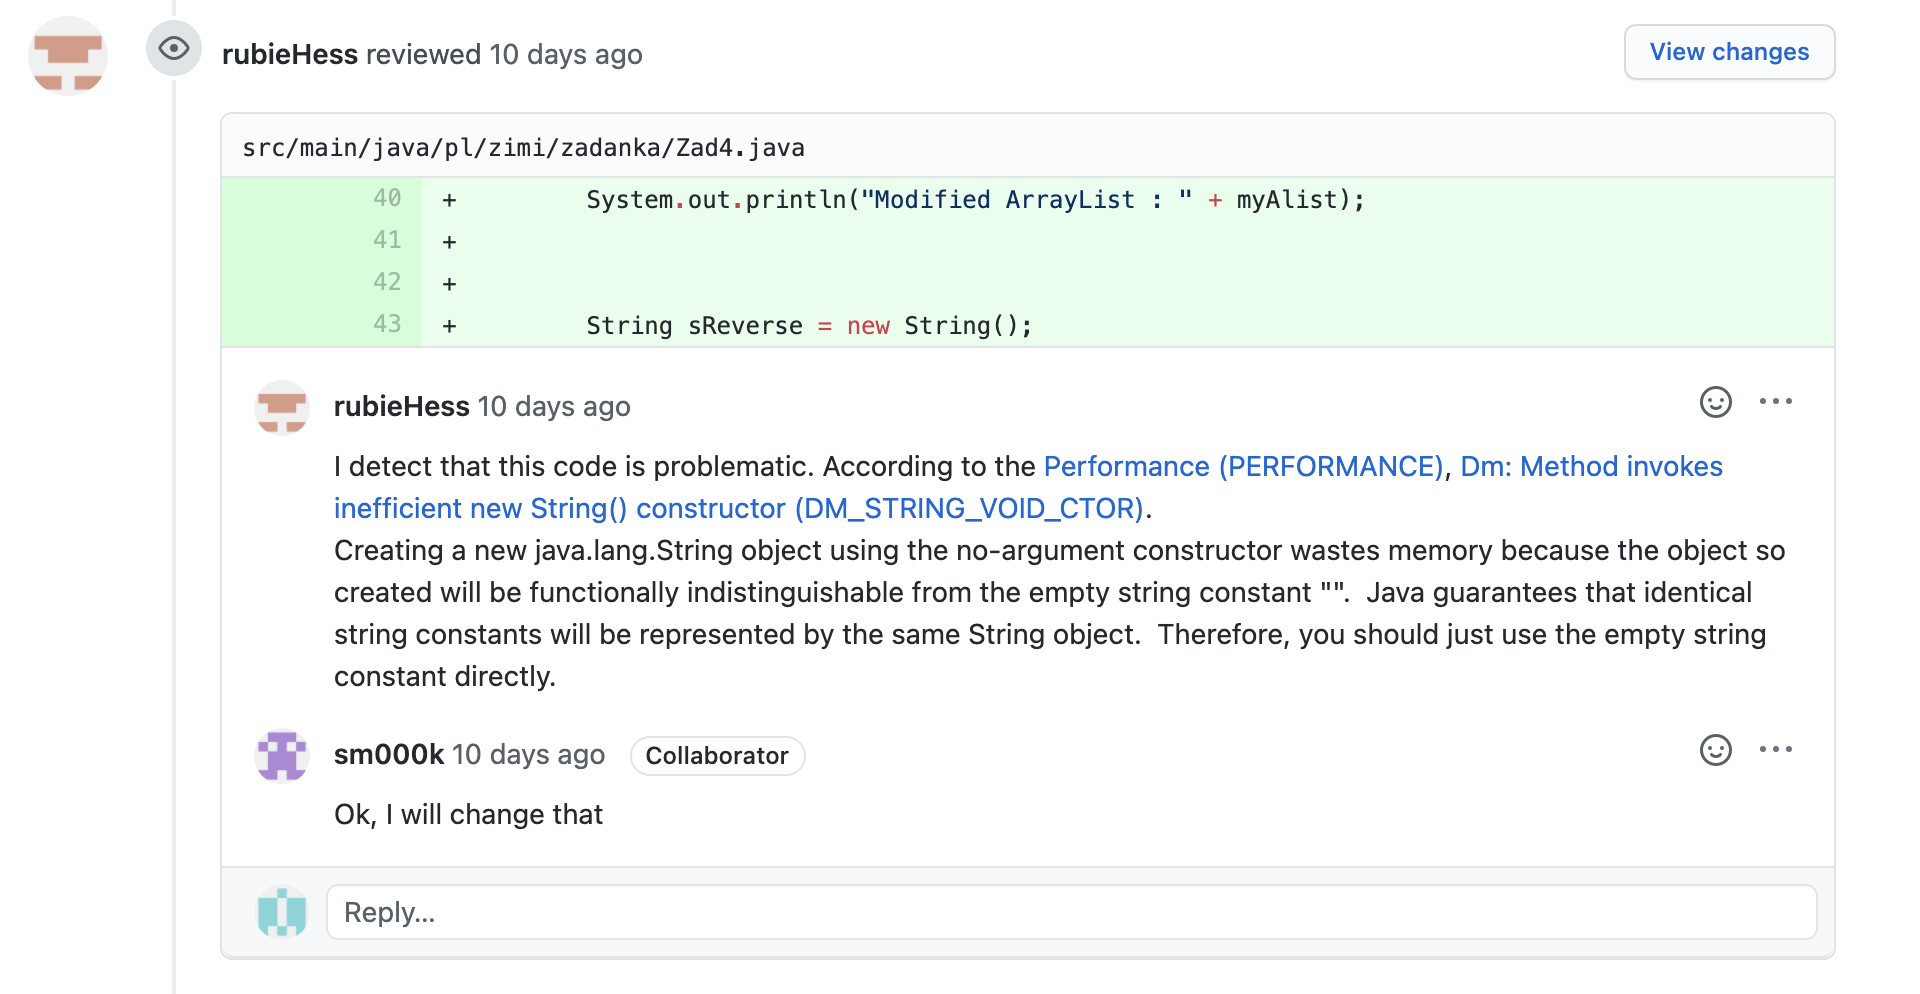 rubieHess reviewed 10 days ago
View changes
src/main/java/pl/zimi/zadanka/Zad4.java
40 + System.out.println("Modified ArrayList : " + myAlist);
41 +
42 +
43 + String sReverse = new String();
rubieHess 10 days ago
I detect that this code is problematic. According to the Performance (PERFORMANCE), Dm: Method invokes
inefficient new String() constructor (DM_STRING_VOID_CTOR).
Creating a new java.lang.String object using the no-argument constructor wastes memory because the object so
created will be functionally indistinguishable from the empty string constant "".  Java guarantees that identical
string constants will be represented by the same String object.  Therefore, you should just use the empty string
constant directly.
sm000k 10 days ago Collaborator
Ok, I will change that
Reply...